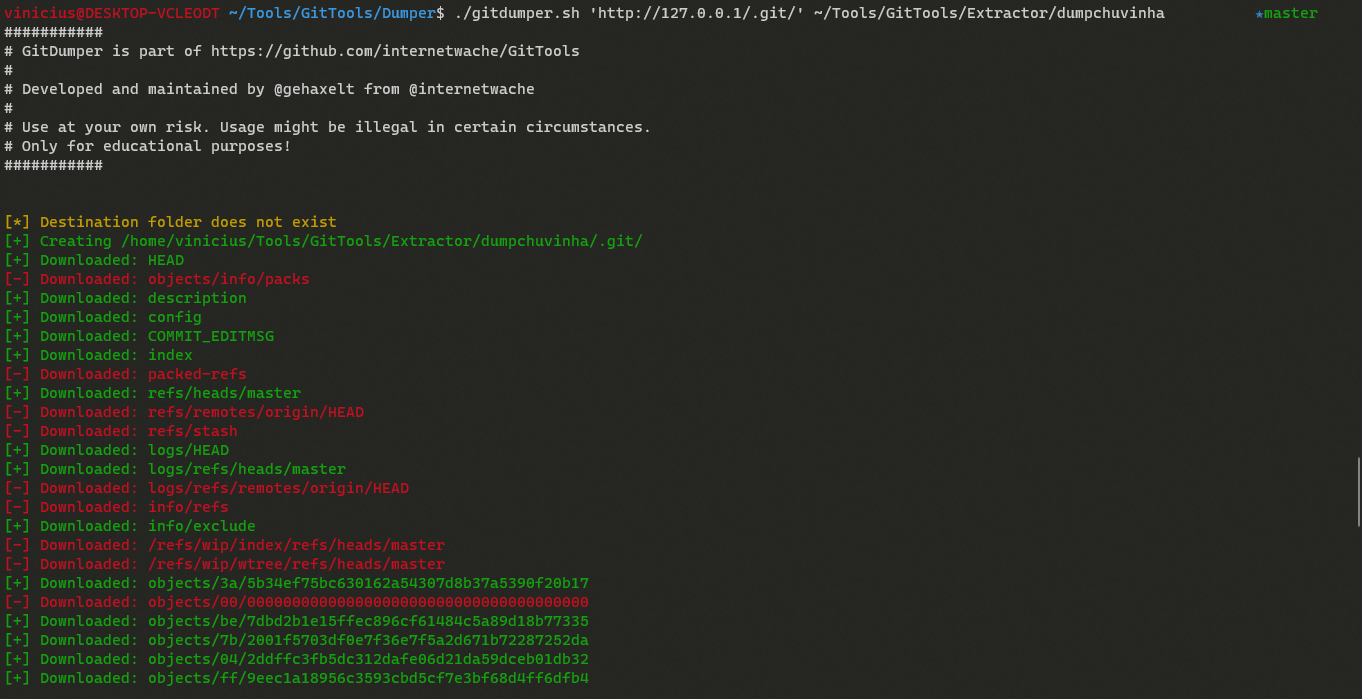 vinicius@DESKTOP-VCLEODT ~/Tools/GitTools/Dumper$ ./gitdumper.sh 'http://127.0.0.1/.git/' ~/Tools/GitTools/Extractor/dumpchuvinha ★master
###########
# GitDumper is part of https://github.com/internetwache/GitTools
#
# Developed and maintained by @gehaxelt from @internetwache
#
# Use at your own risk. Usage might be illegal in certain circumstances.
# Only for educational purposes!
###########
[*] Destination folder does not exist
[+] Creating /home/vinicius/Tools/GitTools/Extractor/dumpchuvinha/.git/
[+] Downloaded: HEAD
[-] Downloaded: objects/info/packs
[+] Downloaded: description
[+] Downloaded: config
[+] Downloaded: COMMIT_EDITMSG
[+] Downloaded: index
[-] Downloaded: packed-refs
[+] Downloaded: refs/heads/master
[-] Downloaded: refs/remotes/origin/HEAD
[-] Downloaded: refs/stash
[+] Downloaded: logs/HEAD
[+] Downloaded: logs/refs/heads/master
[-] Downloaded: logs/refs/remotes/origin/HEAD
[-] Downloaded: info/refs
[+] Downloaded: info/exclude
[-] Downloaded: /refs/wip/index/refs/heads/master
[-] Downloaded: /refs/wip/wtree/refs/heads/master
[+] Downloaded: objects/3a/5b34ef75bc630162a54307d8b37a5390f20b17
[-] Downloaded: objects/00/00000000000000000000000000000000000000
[+] Downloaded: objects/be/7dbd2b1e15ffec896cf61484c5a89d18b77335
[+] Downloaded: objects/7b/2001f5703df0e7f36e7f5a2d671b72287252da
[+] Downloaded: objects/04/2ddffc3fb5dc312dafe06d21da59dceb01db32
[+] Downloaded: objects/ff/9eec1a18956c3593cbd5cf7e3bf68d4ff6dfb4